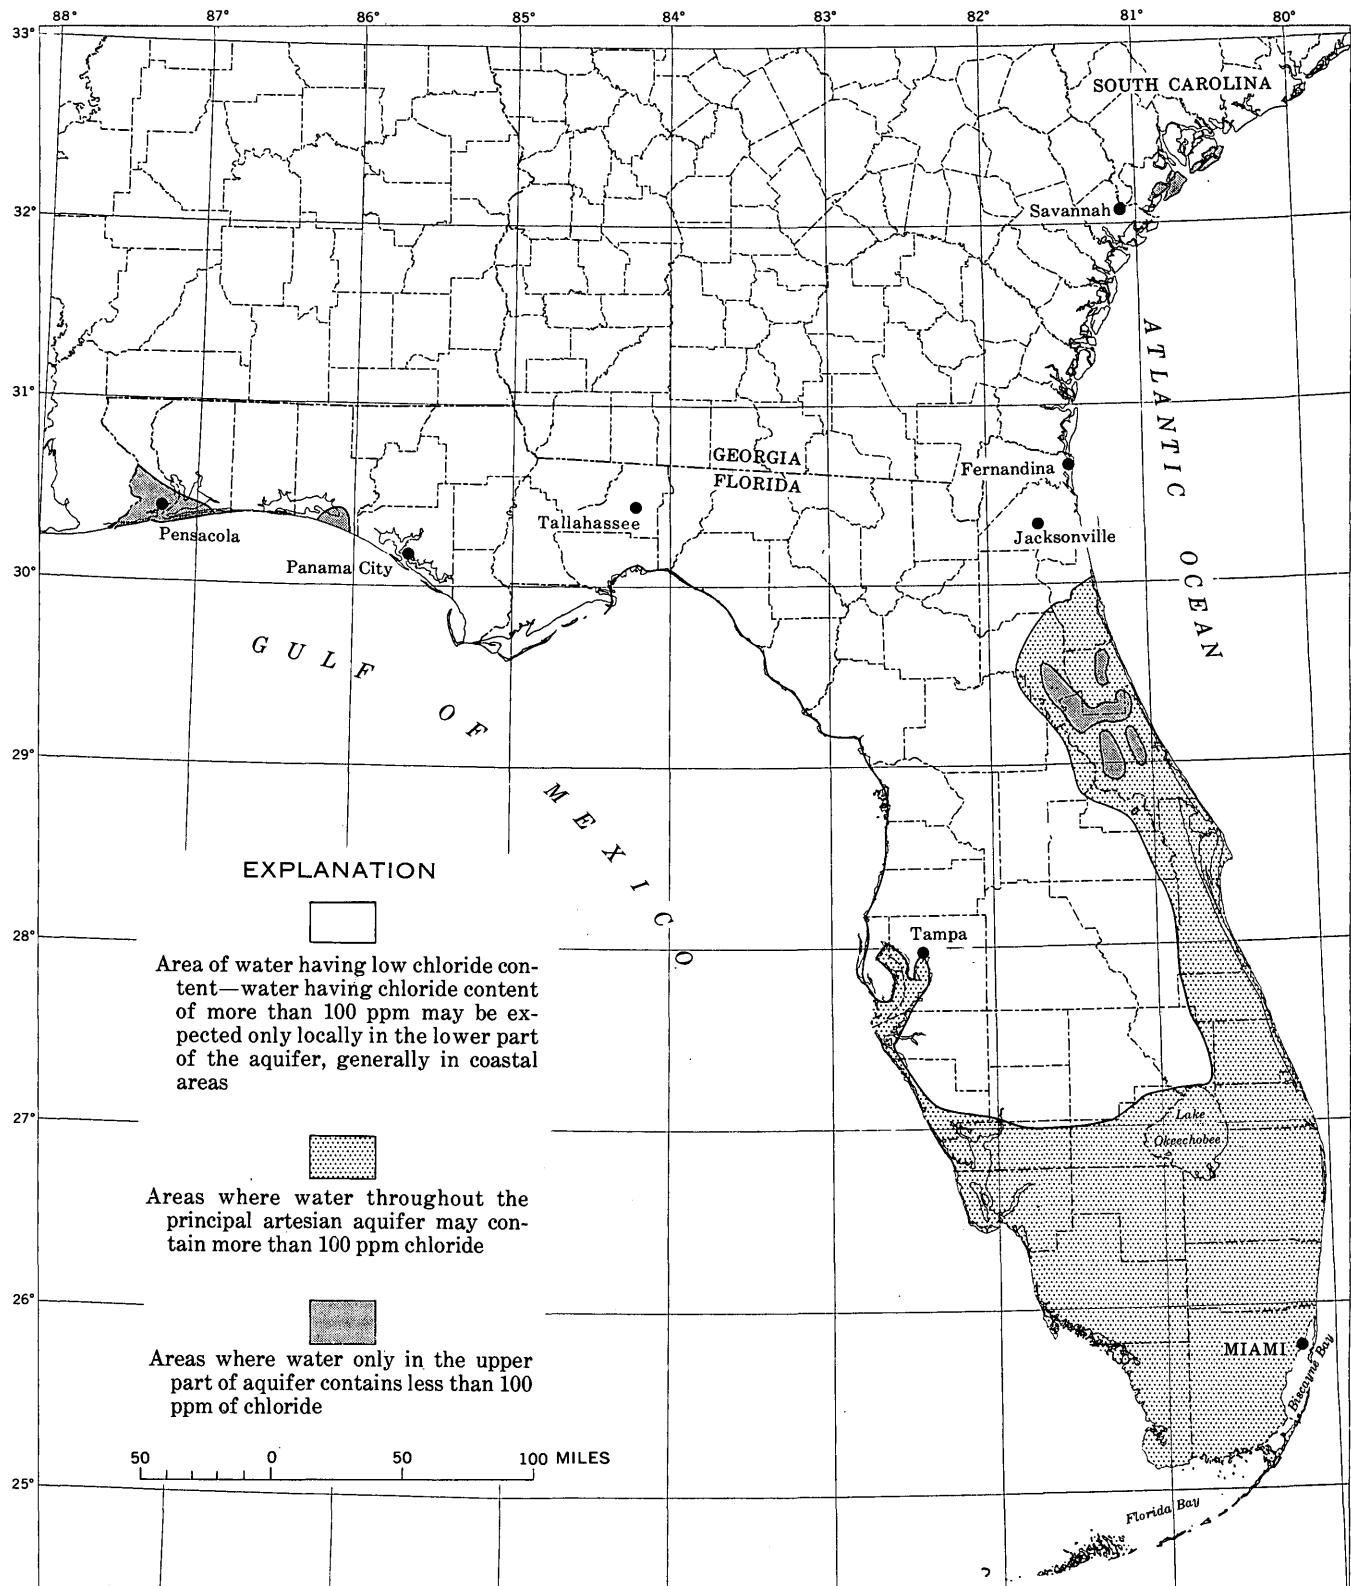 88° 87° 86° 85° 84° 83° 82° 81° 80°
33°
SOUTH CAROLINA
32°
Savannah
ATLANTIC OCEAN
31°
GEORGIA
FLORIDA
Fernandina
Pensacola
Tallahassee
Jacksonville
Panama City
30°
GULF OF MEXICO
29°
EXPLANATION
28°
Tampa
Area of water having low chloride con-
tent—water having chloride content
of more than 100 ppm may be ex-
pected only locally in the lower part
of the aquifer, generally in coastal
areas
27°
Lake
Okeechobee
Areas where water throughout the
principal artesian aquifer may con-
tain more than 100 ppm chloride
26°
MIAMI
Biscayne Bay
Areas where water only in the upper
part of aquifer contains less than 100
ppm of chloride
50 0 50 100 MILES
25°
Florida Bay